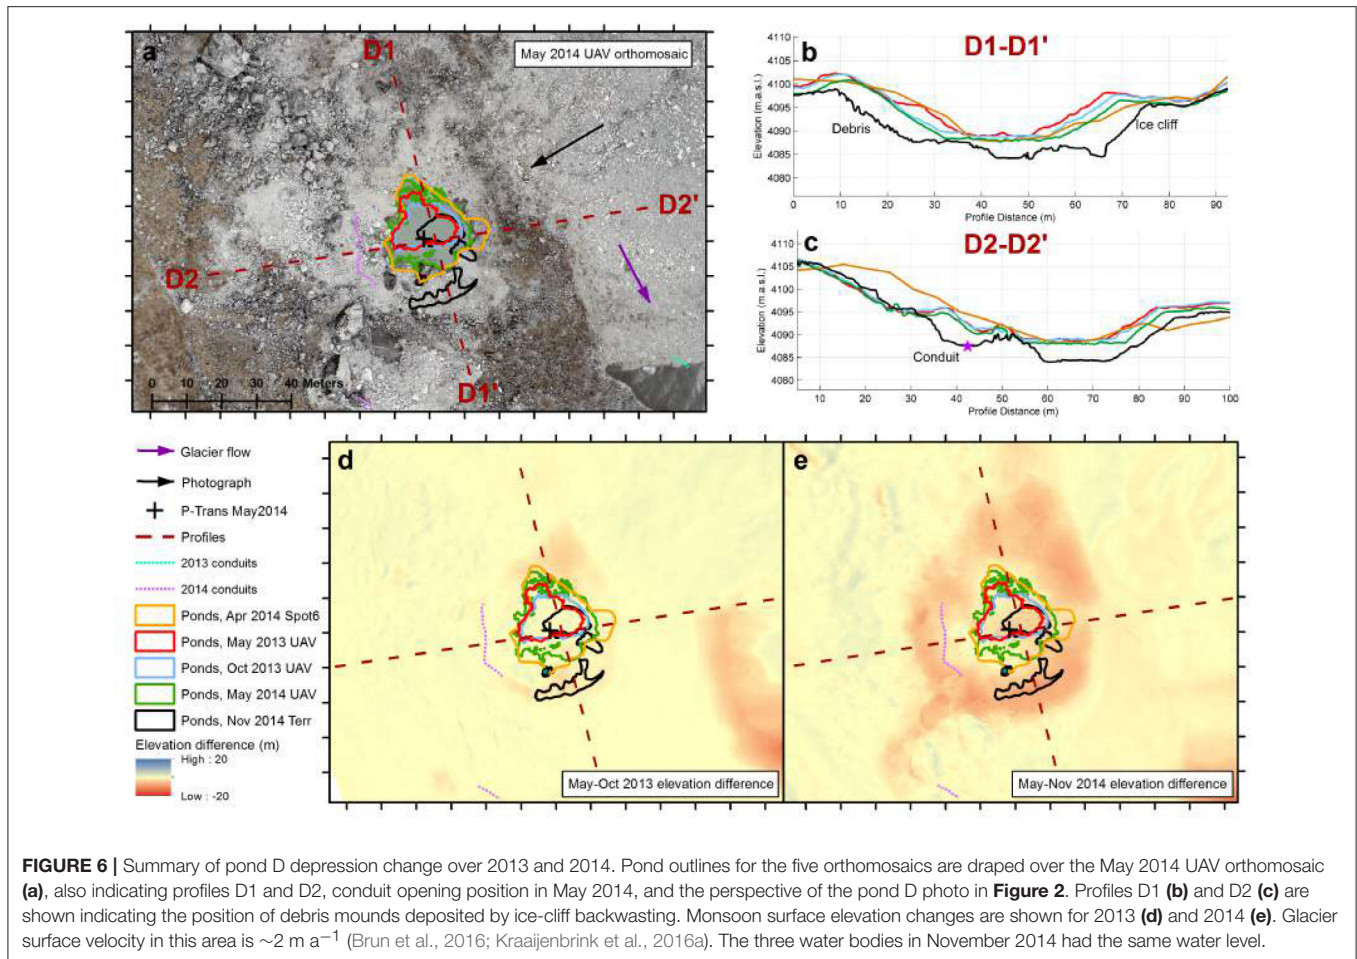 a
D1
May 2014 UAV orthomosaic
D2'
D2
D1'
0 10 20 40 Meters
b
D1-D1'
4110
4105
4100
4095
4090
4085
4080
Elevation (m.a.s.l.)
Debris
Ice cliff
0 10 20 30 40 50 60 70 80 90
Profile Distance (m)
c
D2-D2'
4110
4105
4100
4095
4090
4085
4080
Elevation (m.a.s.l.)
Conduit
10 20 30 40 50 60 70 80 90 100
Profile Distance (m)
Glacier flow
Photograph
P-Trans May2014
Profiles
2013 conduits
2014 conduits
Ponds, Apr 2014 Spot6
Ponds, May 2013 UAV
Ponds, Oct 2013 UAV
Ponds, May 2014 UAV
Ponds, Nov 2014 Terr
Elevation difference (m)
High : 20
Low : -20
d
May-Oct 2013 elevation difference
e
May-Nov 2014 elevation difference
FIGURE 6 | Summary of pond D depression change over 2013 and 2014. Pond outlines for the five orthomosaics are draped over the May 2014 UAV orthomosaic
(a), also indicating profiles D1 and D2, conduit opening position in May 2014, and the perspective of the pond D photo in Figure 2. Profiles D1 (b) and D2 (c) are
shown indicating the position of debris mounds deposited by ice-cliff backwasting. Monsoon surface elevation changes are shown for 2013 (d) and 2014 (e). Glacier
surface velocity in this area is ~2 m a⁻¹ (Brun et al., 2016; Kraaijenbrink et al., 2016a). The three water bodies in November 2014 had the same water level.